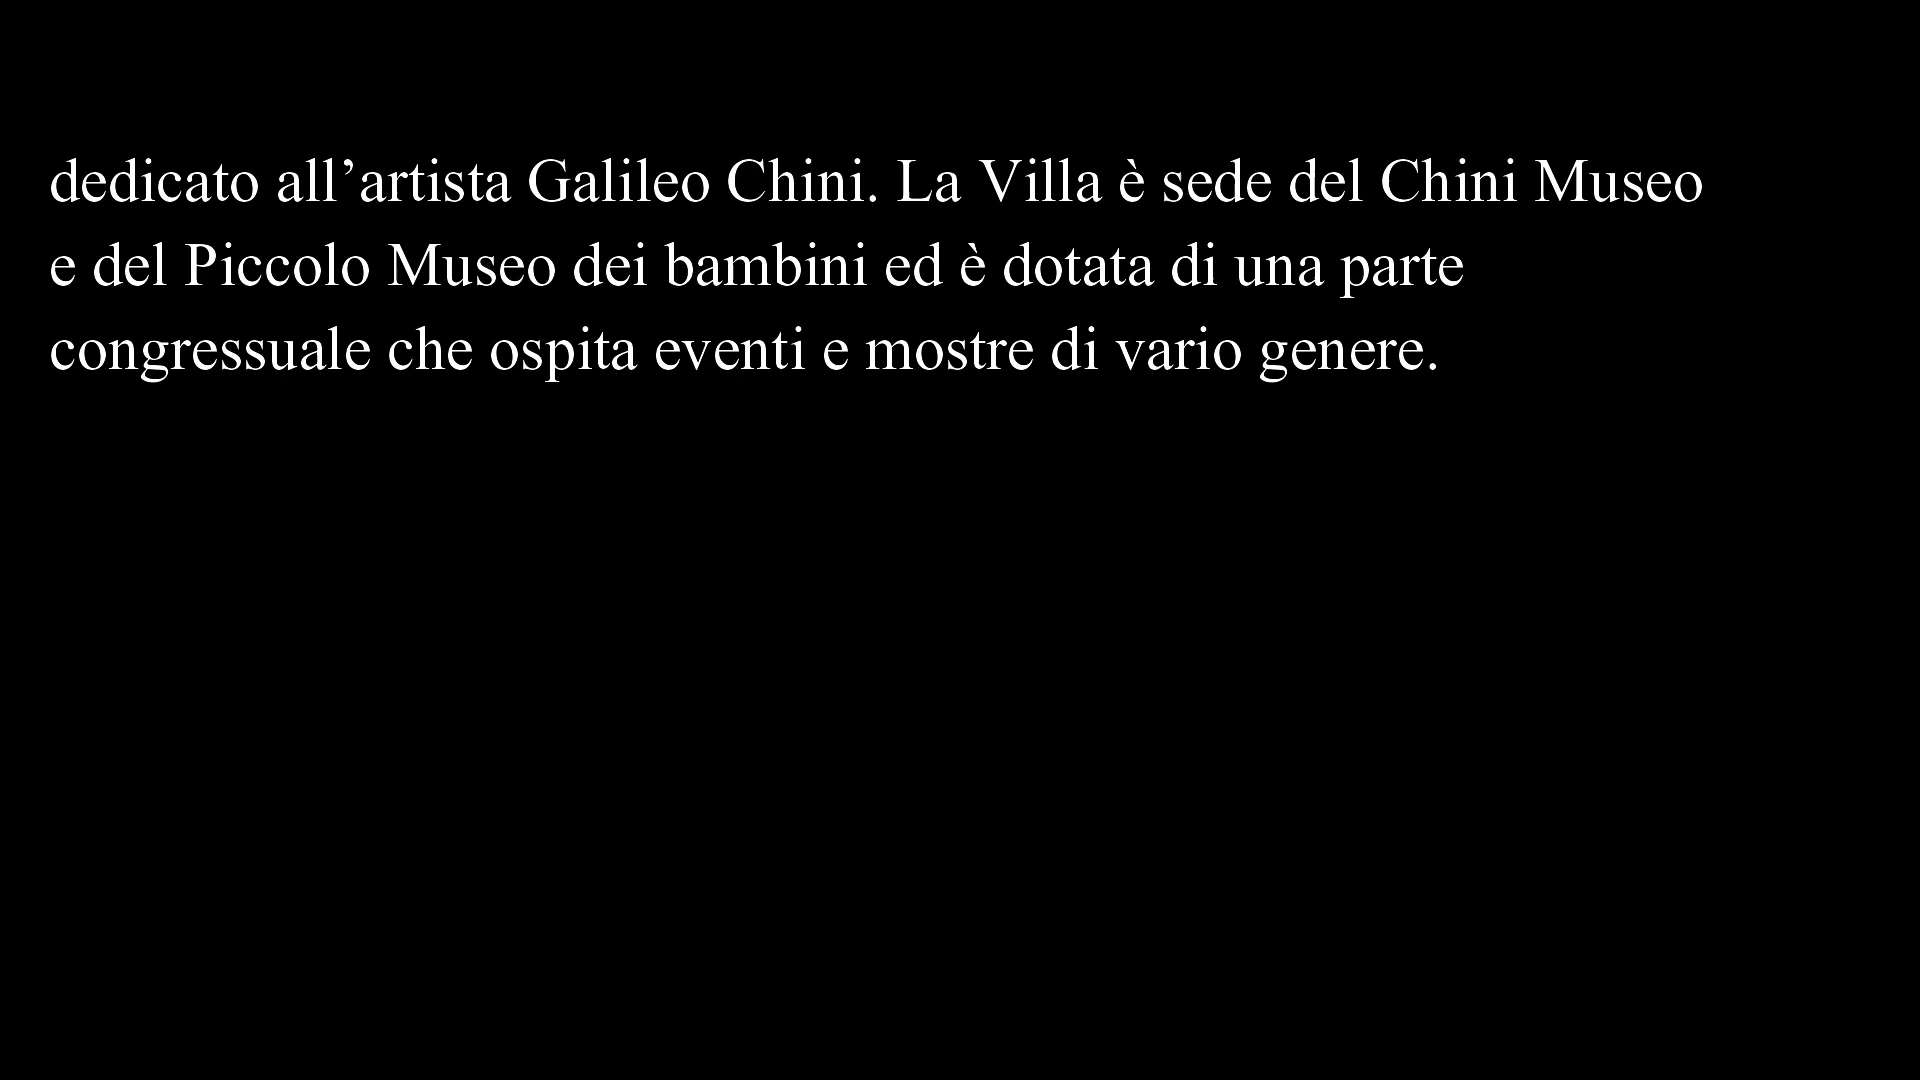 dedicato all’artista Galileo Chini. La Villa è sede del Chini Museo
e del Piccolo Museo dei bambini ed è dotata di una parte
congressuale che ospita eventi e mostre di vario genere.